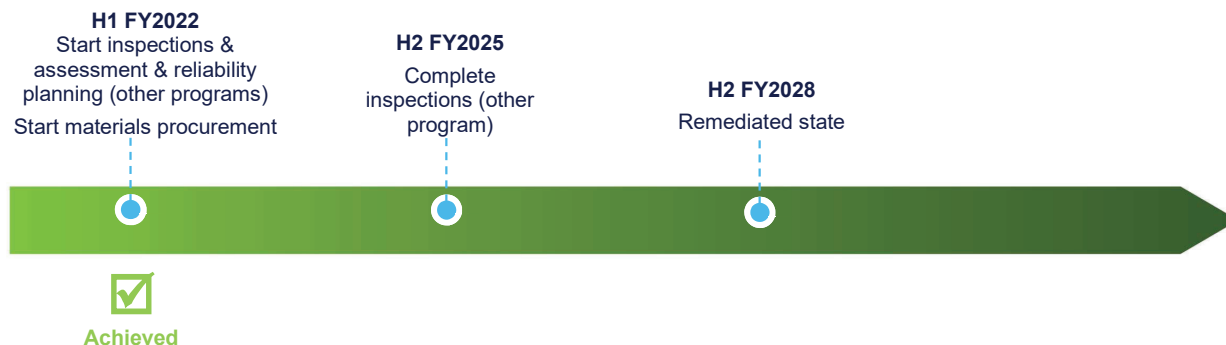 H1 FY2022
Start inspections &
assessment & reliability
planning (other programs)
Start materials procurement
H2 FY2025
Complete
inspections (other
program)
H2 FY2028
Remediated state
Achieved